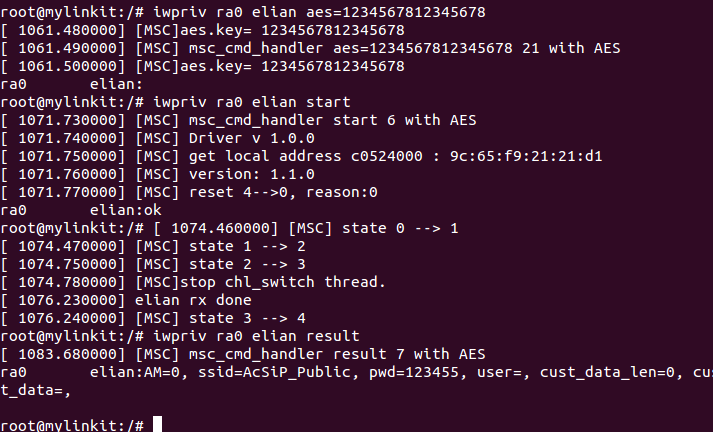 root@mylinkit:/# iwpriv ra0 elian aes=1234567812345678
[ 1061.480000] [MSC]aes.key= 1234567812345678
[ 1061.490000] [MSC] msc_cmd_handler aes=1234567812345678 21 with AES
[ 1061.500000] [MSC]aes.key= 1234567812345678
ra0       elian:
root@mylinkit:/# iwpriv ra0 elian start
[ 1071.730000] [MSC] msc_cmd_handler start 6 with AES
[ 1071.740000] [MSC] Driver v 1.0.0
[ 1071.750000] [MSC] get local address c0524000 : 9c:65:f9:21:21:d1
[ 1071.760000] [MSC] version: 1.1.0
[ 1071.770000] [MSC] reset 4-->0, reason:0
ra0       elian:ok
root@mylinkit:/# [ 1074.460000] [MSC] state 0 --> 1
[ 1074.470000] [MSC] state 1 --> 2
[ 1074.750000] [MSC] state 2 --> 3
[ 1074.780000] [MSC]stop chl_switch thread.
[ 1076.230000] elian rx done
[ 1076.240000] [MSC] state 3 --> 4
root@mylinkit:/# iwpriv ra0 elian result
[ 1083.680000] [MSC] msc_cmd_handler result 7 with AES
ra0       elian:AM=0, ssid=AcSiP_Public, pwd=123455, user=, cust_data_len=0, cus
t_data=,
root@mylinkit:/#